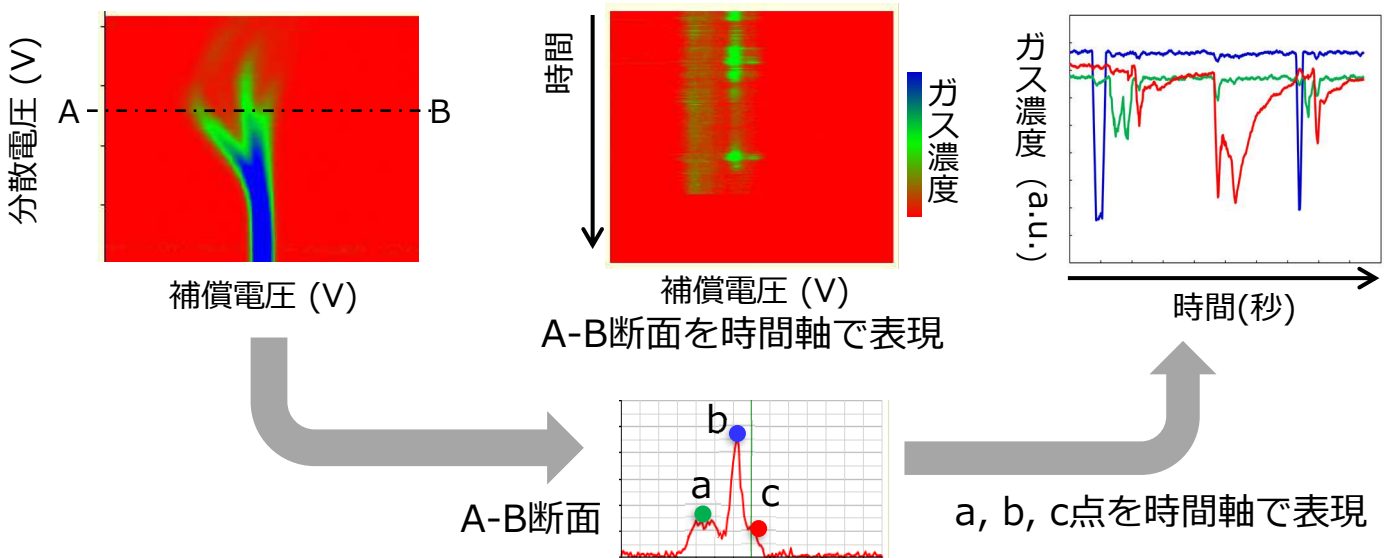 分散電圧 (V)
A
B
補償電圧 (V)
時間
補償電圧 (V)
A-B断面を時間軸で表現
ガス濃度
ガス濃度 (a.u.)
時間(秒)
A-B断面
a
b
c
a, b, c点を時間軸で表現